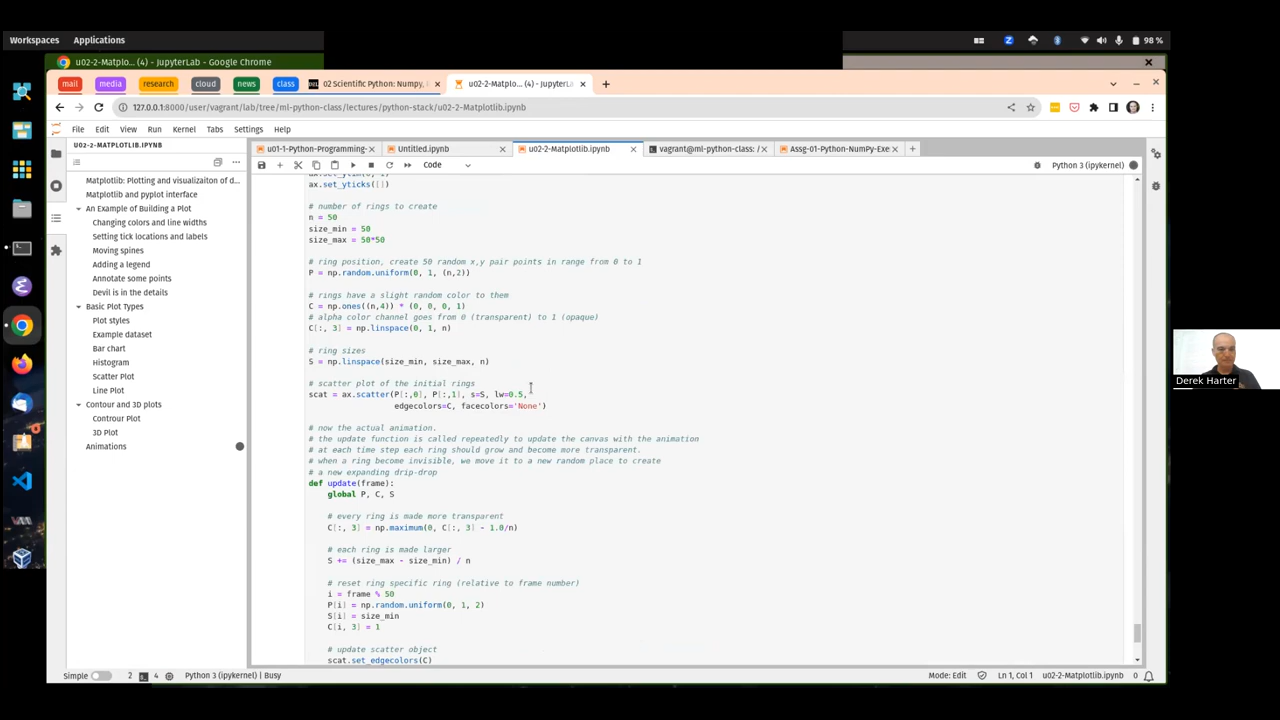 Workspaces Applications
98 %
u02-2-Matplo... (4) - JupyterLab - Google Chrome
mail media research cloud news class 02 Scientific Python: Numpy, u02-2-Matplo... (4) - JupyterLa
127.0.0.1:8000/user/vagrant/lab/tree/ml-python-class/lectures/python-stack/u02-2-Matplotlib.ipynb
File Edit View Run Kernel Tabs Settings Help
U02-2-MATPLOTLIB.IPYNB
u01-1-Python-Programming- Untitled.ipynb u02-2-Matplotlib.ipynb vagrant@ml-python-class: / Assg-01-Python-NumPy-Exe
Code Python 3 (ipykernel)
Matplotlib: Plotting and visualizaiton of d...
Matplotlib and pyplot interface
An Example of Building a Plot
Changing colors and line widths
Setting tick locations and labels
Moving spines
Adding a legend
Annotate some points
Devil is in the details
Basic Plot Types
Plot styles
Example dataset
Bar chart
Histogram
Scatter Plot
Line Plot
Contour and 3D plots
Contour Plot
3D Plot
Animations
ax.set_yticks([])
# number of rings to create
n = 50
size_min = 50
size_max = 50*50
# ring position, create 50 random x,y pair points in range from 0 to 1
P = np.random.uniform(0, 1, (n,2))
# rings have a slight random color to them
C = np.ones((n,4)) * (0, 0, 0, 1)
# alpha color channel goes from 0 (transparent) to 1 (opaque)
C[:, 3] = np.linspace(0, 1, n)
# ring sizes
S = np.linspace(size_min, size_max, n)
# scatter plot of the initial rings
scat = ax.scatter(P[:,0], P[:,1], s=S, lw=0.5,
edgecolors=C, facecolors='None')
# now the actual animation.
# the update function is called repeatedly to update the canvas with the animation
# at each time step each ring should grow and become more transparent.
# when a ring become invisible, we move it to a new random place to create
# a new expanding drip-drop
def update(frame):
global P, C, S
# every ring is made more transparent
C[:, 3] = np.maximum(0, C[:, 3] - 1.0/n)
# each ring is made larger
S += (size_max - size_min) / n
# reset ring specific ring (relative to frame number)
i = frame % 50
P[i] = np.random.uniform(0, 1, 2)
S[i] = size_min
C[i, 3] = 1
# update scatter object
scat.set_edgecolors(C)
Simple 2 4 Python 3 (ipykernel) | Busy Mode: Edit Ln 1, Col 1 u02-2-Matplotlib.ipynb 0
Derek Harter